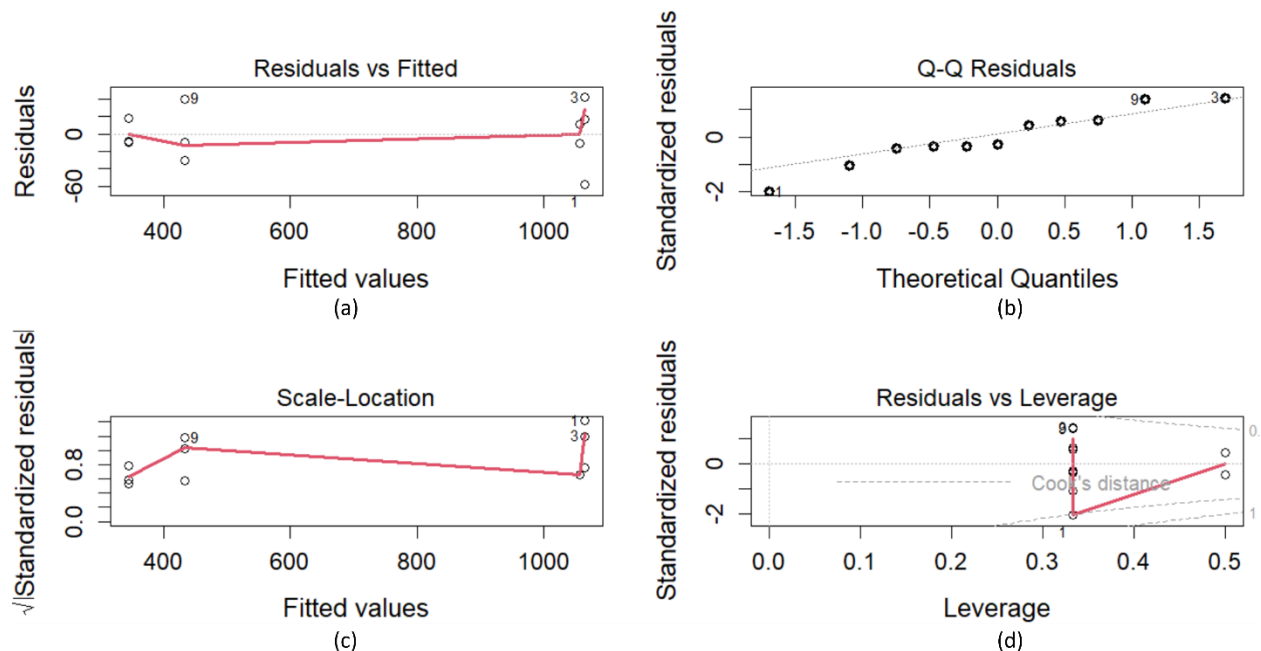 Residuals vs Fitted
Residuals
0
-60
9
3
1
400 600 800 1000
Fitted values
(a)
Q-Q Residuals
Standardized residuals
0
-2
1
9
3
-1.5 -1.0 -0.5 0.0 0.5 1.0 1.5
Theoretical Quantiles
(b)
Scale-Location
√|Standardized residuals|
0.8
0.0
9
1
3
400 600 800 1000
Fitted values
(c)
Residuals vs Leverage
Standardized residuals
0
-2
9
1
Cook's distance
0.
1
0.0 0.1 0.2 0.3 0.4 0.5
Leverage
(d)